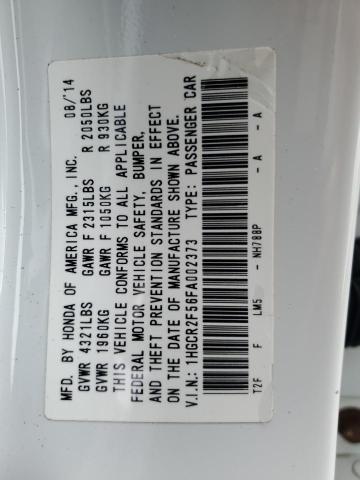 MFD. BY HONDA OF AMERICA MFG., INC. 08/'14
GVWR 4321LBS GAWR F 2315LBS R 2050LBS
GVWR 1960KG GAWR F 1050KG R 930KG
THIS VEHICLE CONFORMS TO ALL APPLICABLE
FEDERAL MOTOR VEHICLE SAFETY, BUMPER,
AND THEFT PREVENTION STANDARDS IN EFFECT
ON THE DATE OF MANUFACTURE SHOWN ABOVE.
V.I.N.: 1HGCR2F56FA002373 TYPE: PASSENGER CAR
T2F F LM5 - NH788P - A - A